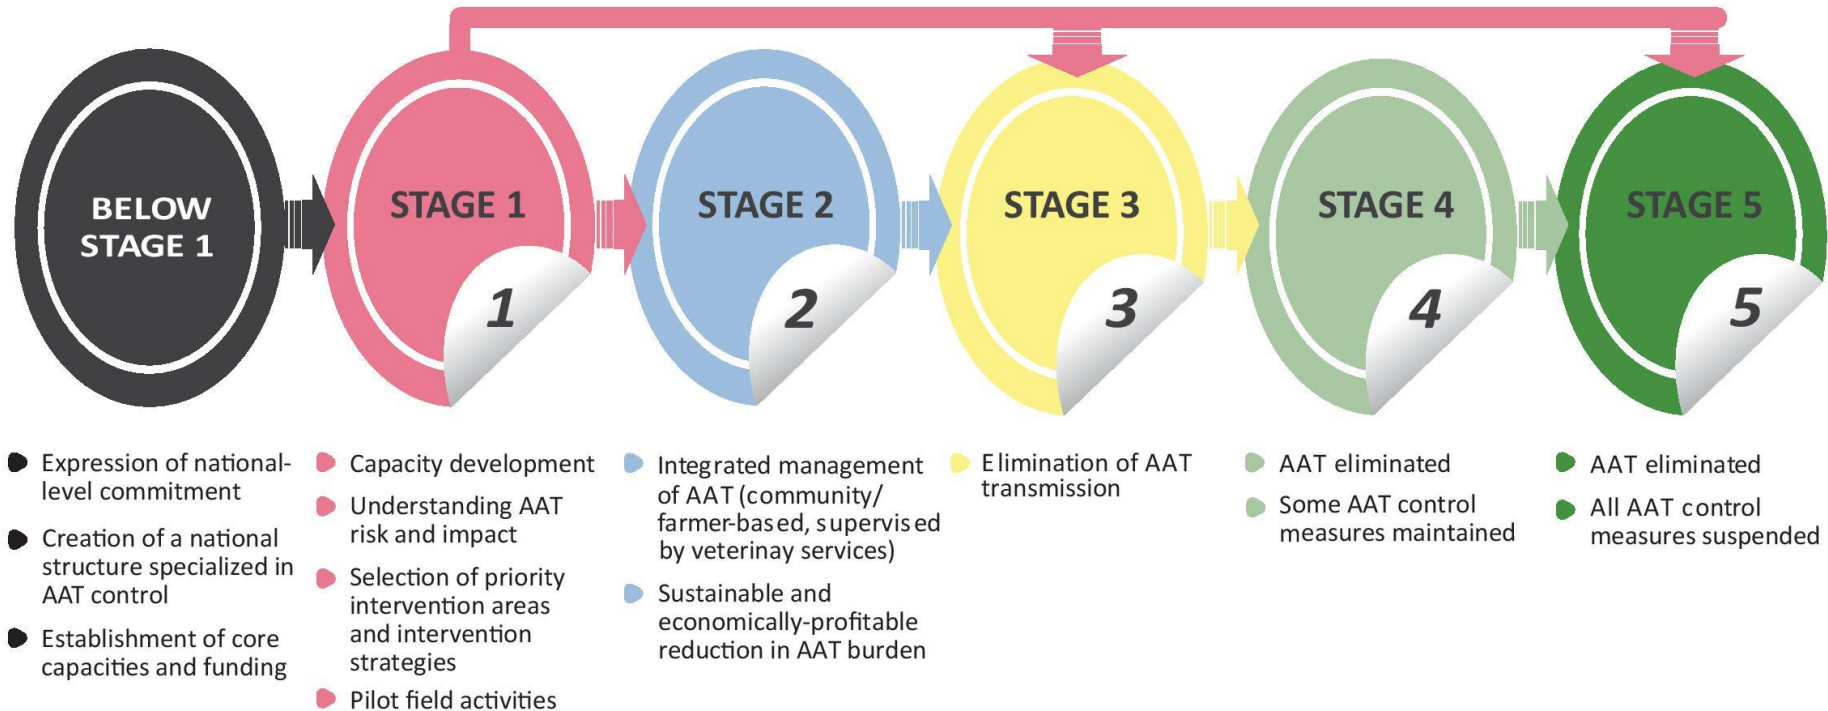 BELOW
STAGE 1
STAGE 1
1
STAGE 2
2
STAGE 3
3
STAGE 4
4
STAGE 5
5
Expression of national-
level commitment
Creation of a national
structure specialized in
AAT control
Establishment of core
capacities and funding
Capacity development
Understanding AAT
risk and impact
Selection of priority
intervention areas
and intervention
strategies
Pilot field activities
Integrated management
of AAT (community/
farmer-based, supervised
by veterinay services)
Sustainable and
economically-profitable
reduction in AAT burden
Elimination of AAT
transmission
AAT eliminated
Some AAT control
measures maintained
AAT eliminated
All AAT control
measures suspended